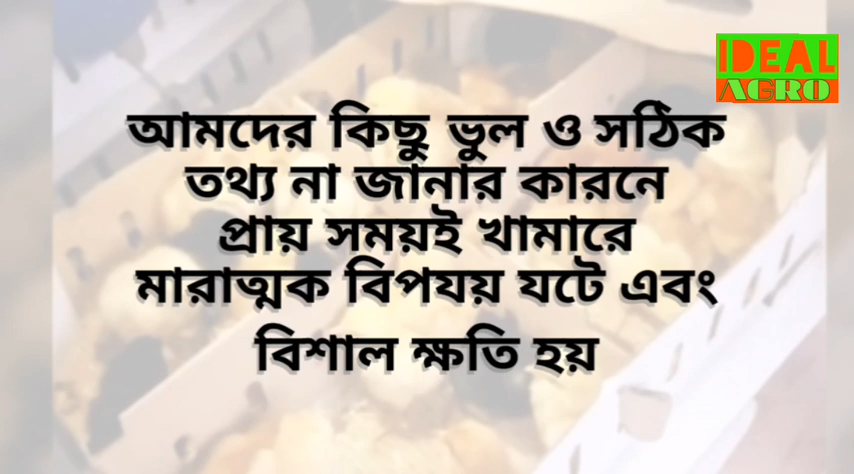 IDEAL
AGRO
আমদের কিছু ভুল ও সঠিক
তথ্য না জানার কারনে
প্রায় সময়ই খামারে
মারাত্মক বিপযয় যটে এবং
বিশাল ক্ষতি হয়